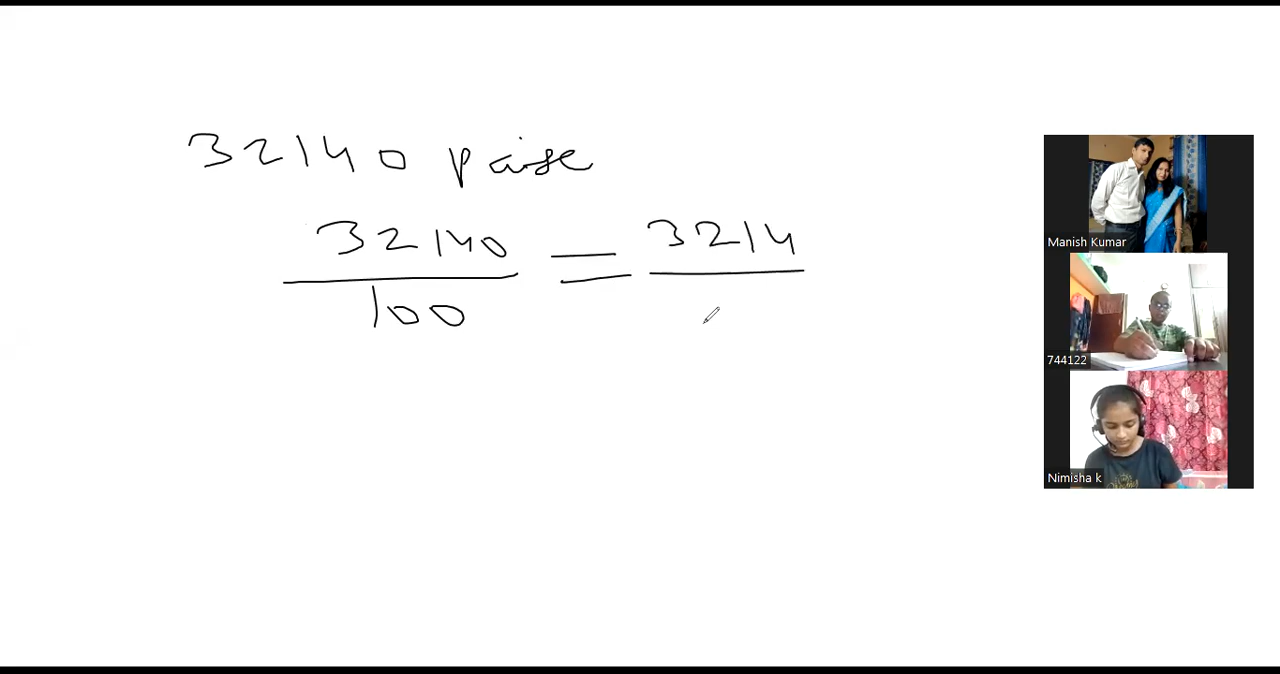 32140 paise
32140 = 3214
100
Manish Kumar
744122
Nimisha k